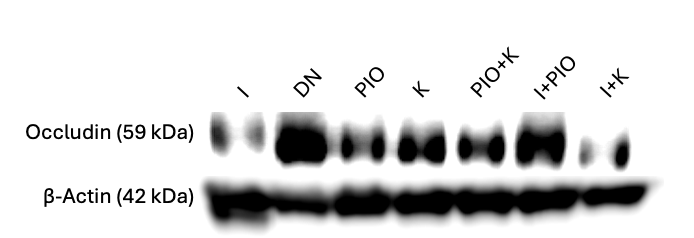 I DN PIO K PIO+K I+PIO I+K
Occludin (59 kDa)
β-Actin (42 kDa)